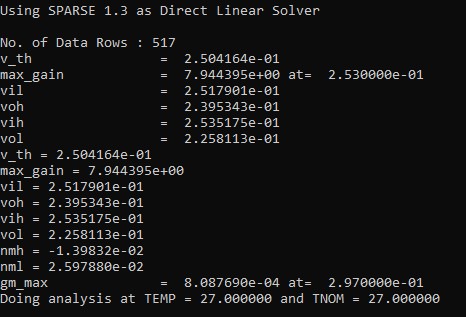 Using SPARSE 1.3 as Direct Linear Solver

No. of Data Rows : 517
v_th                =  2.504164e-01
max_gain            =  7.944395e+00 at=  2.530000e-01
vil                 =  2.517901e-01
voh                 =  2.395343e-01
vih                 =  2.535175e-01
vol                 =  2.258113e-01
v_th = 2.504164e-01
max_gain = 7.944395e+00
vil = 2.517901e-01
voh = 2.395343e-01
vih = 2.535175e-01
vol = 2.258113e-01
nmh = -1.39832e-02
nml = 2.597880e-02
gm_max              =  8.087690e-04 at=  2.970000e-01
Doing analysis at TEMP = 27.000000 and TNOM = 27.000000